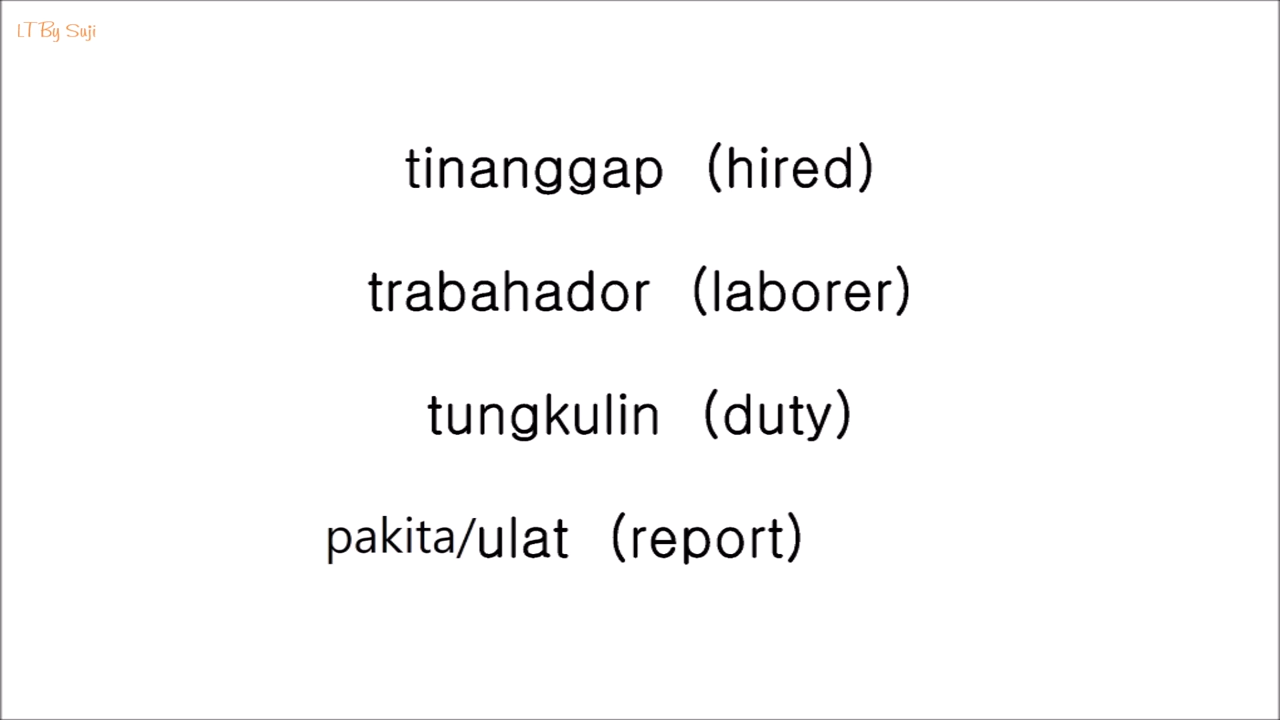 LT By Suji
tinanggap (hired)
trabahador (laborer)
tungkulin (duty)
pakita/ulat (report)